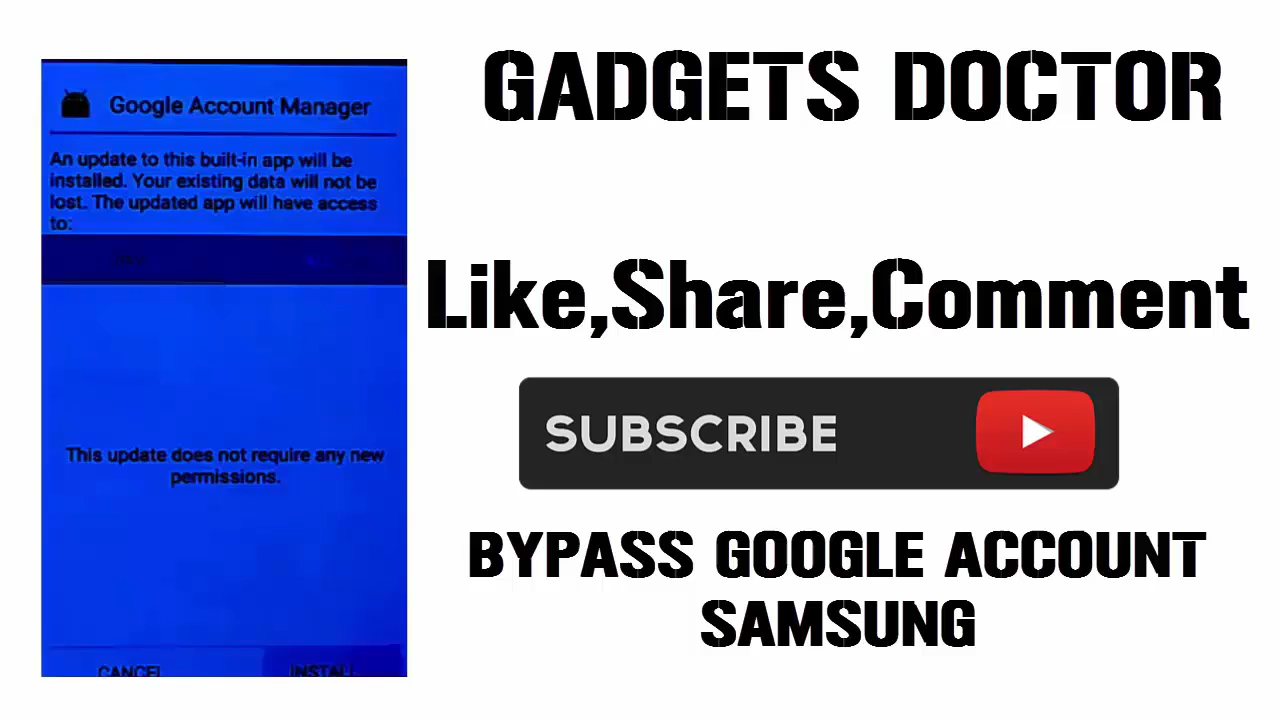 Google Account Manager
An update to this built-in app will be
installed. Your existing data will not be
lost. The updated app will have access
to:
This update does not require any new
permissions.
CANCEL
INSTALL
GADGETS DOCTOR
Like,Share,Comment
SUBSCRIBE
BYPASS GOOGLE ACCOUNT
SAMSUNG